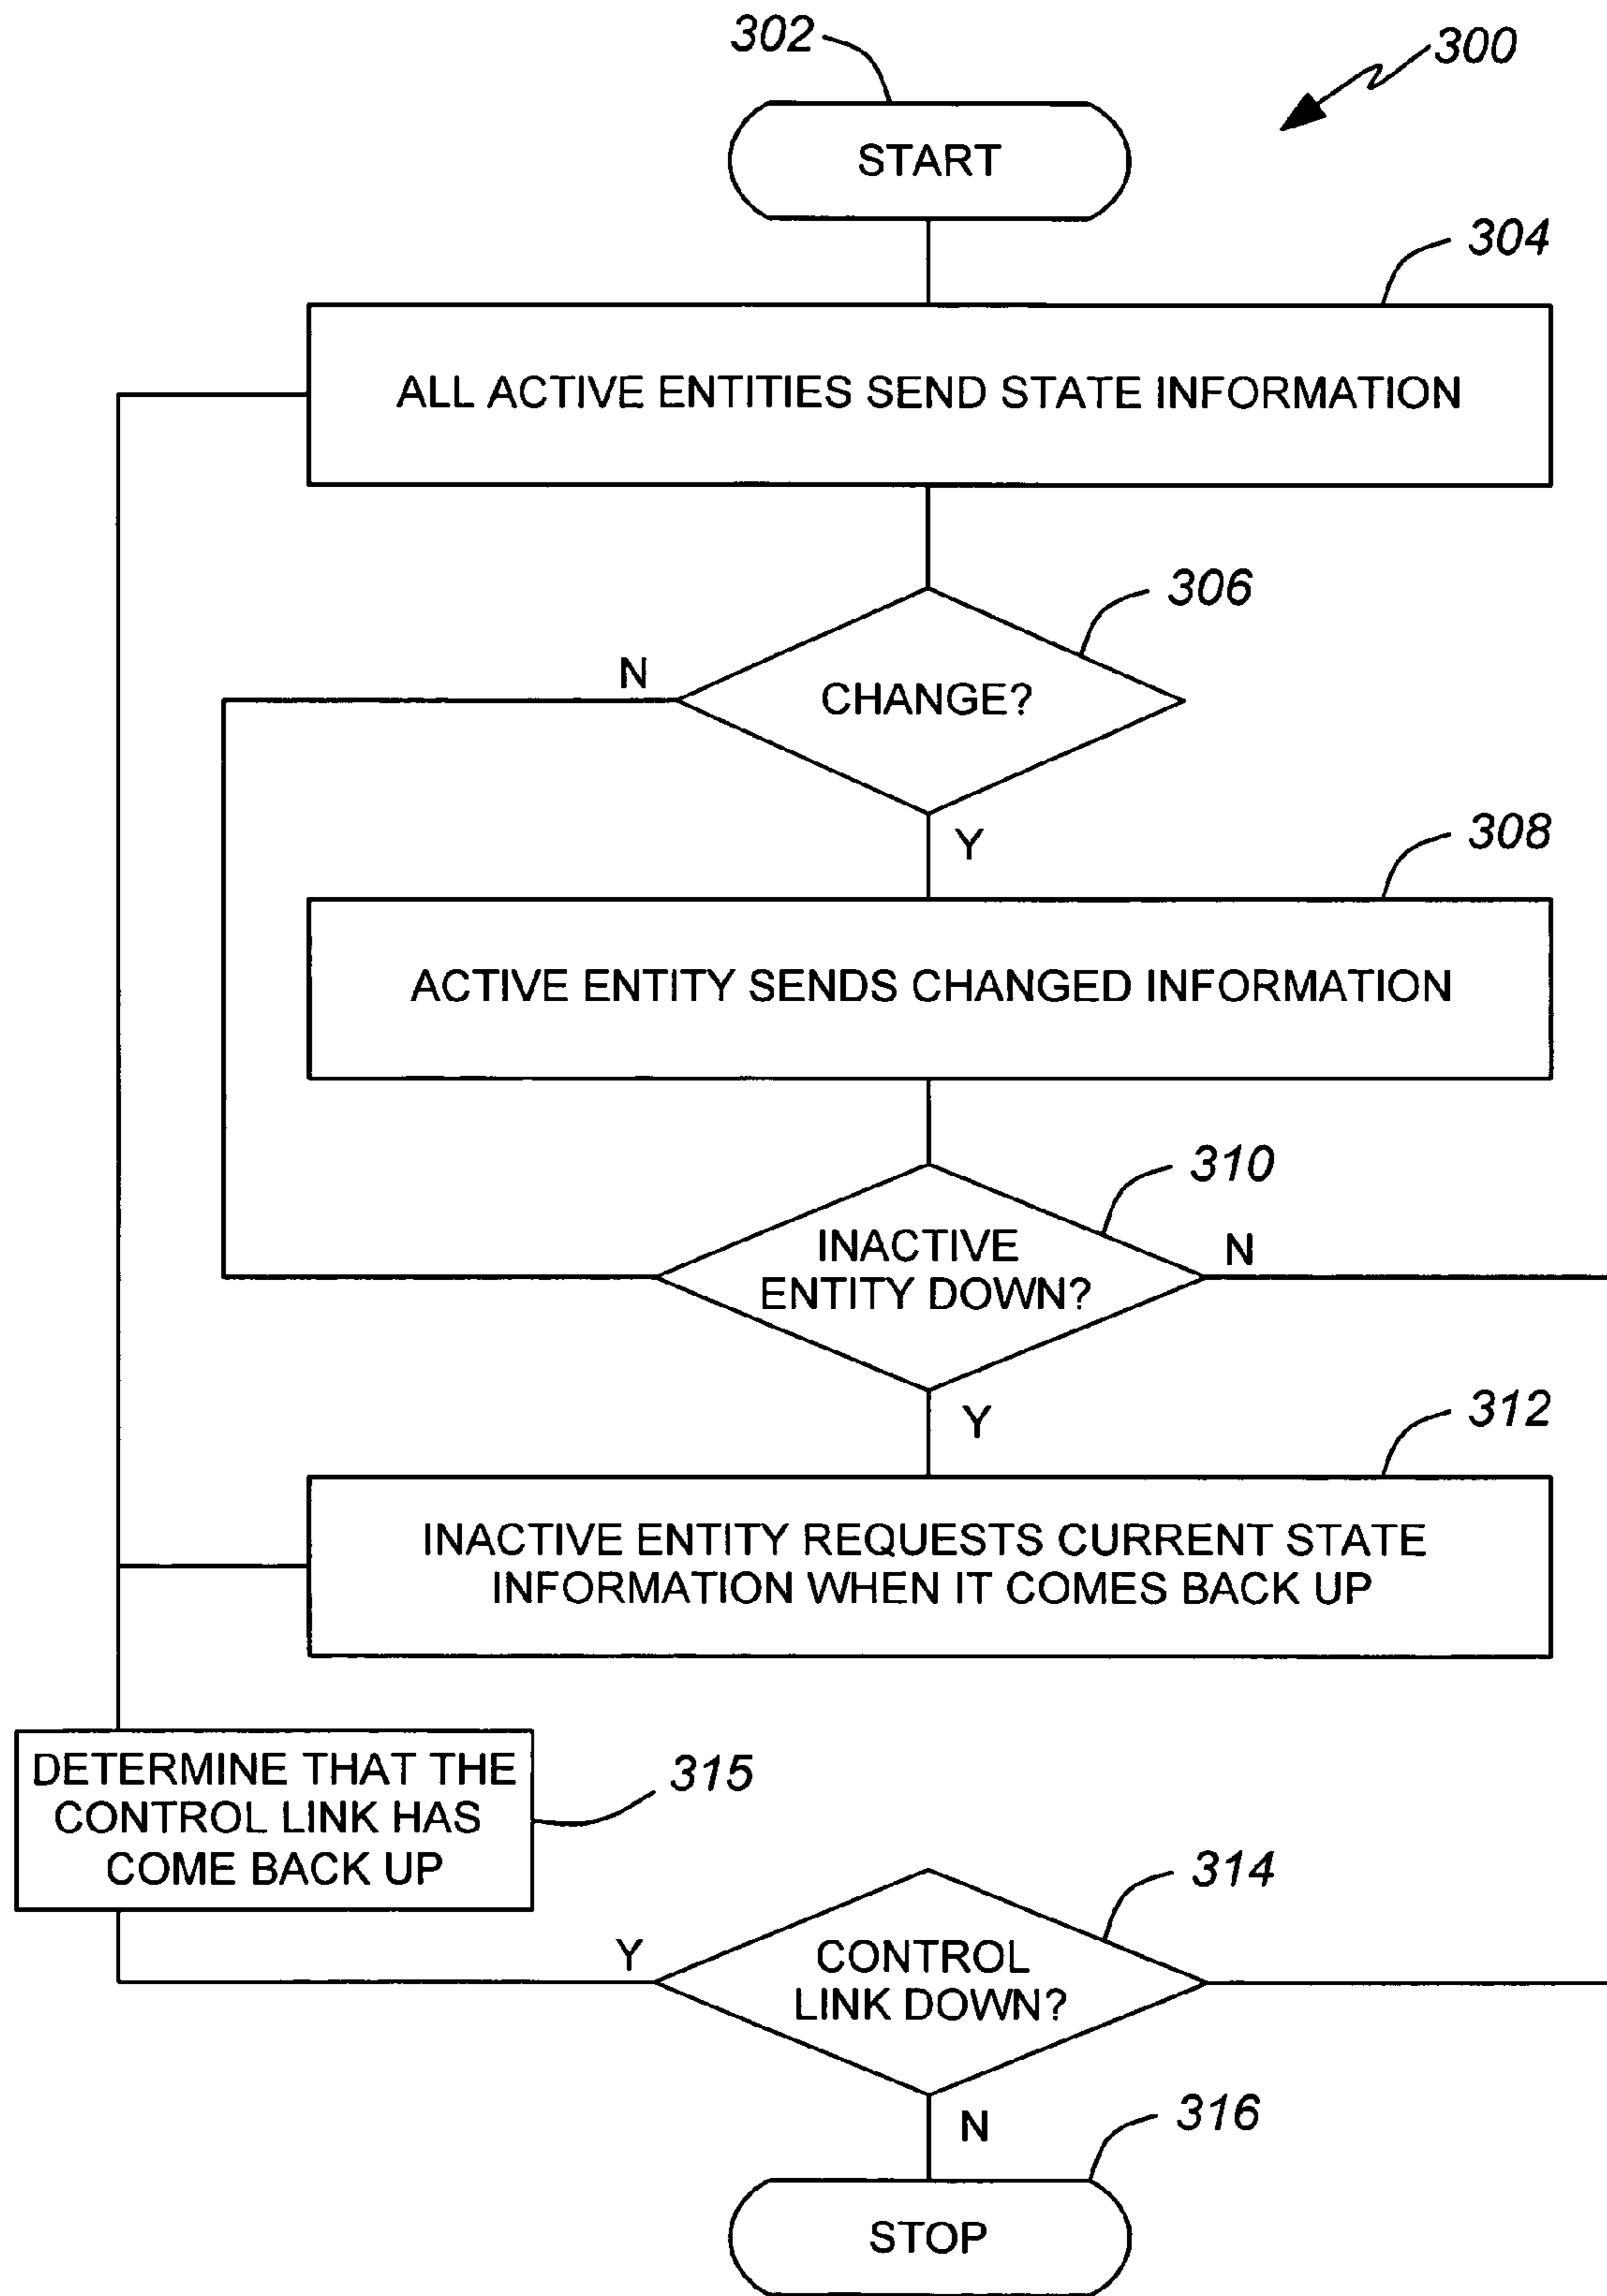 302
300
START
304
ALL ACTIVE ENTITIES SEND STATE INFORMATION
306
N
CHANGE?
Y
308
ACTIVE ENTITY SENDS CHANGED INFORMATION
310
INACTIVE
ENTITY DOWN?
N
Y
312
INACTIVE ENTITY REQUESTS CURRENT STATE
INFORMATION WHEN IT COMES BACK UP
DETERMINE THAT THE
CONTROL LINK HAS
COME BACK UP
315
314
Y
CONTROL
LINK DOWN?
N
316
STOP